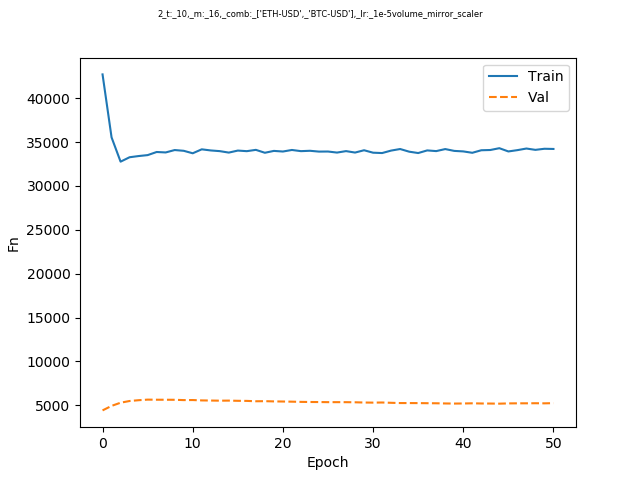 2_t:_10,_m:_16,_comb:_['ETH-USD',_'BTC-USD'],_lr:_1e-5volume_mirror_scaler
Train
Val
40000
35000
30000
25000
20000
15000
10000
5000
Fn
0 10 20 30 40 50
Epoch